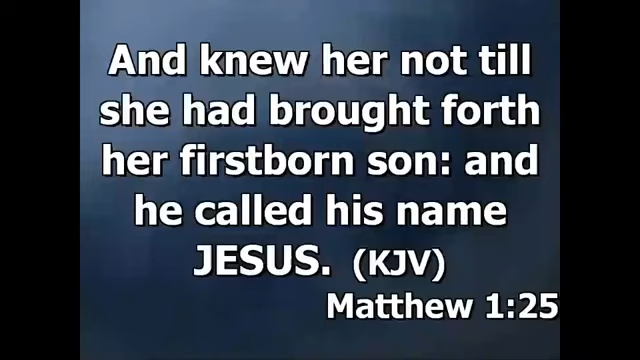 And knew her not till
she had brought forth
her firstborn son: and
he called his name
JESUS. (KJV)
Matthew 1:25